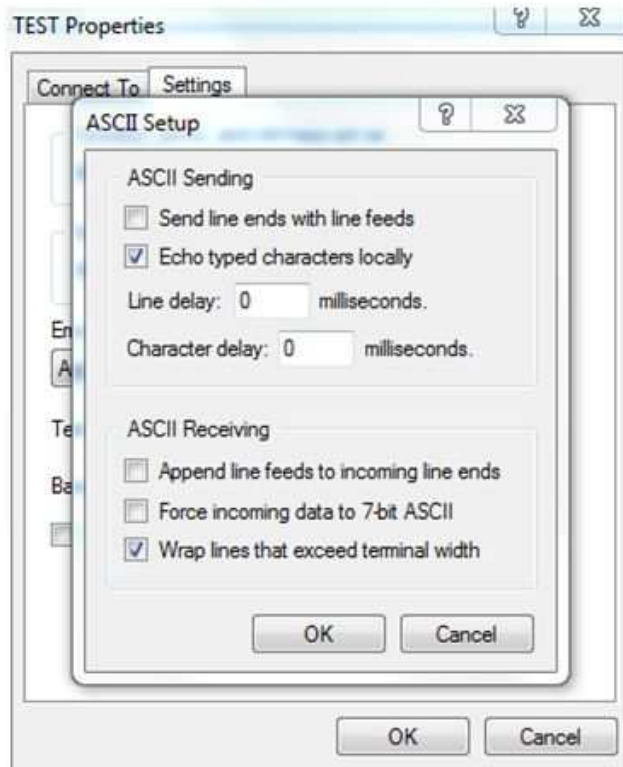 TEST Properties
Connect To Settings
ASCII Setup
ASCII Sending
Send line ends with line feeds
Echo typed characters locally
Line delay: 0 milliseconds.
Character delay: 0 milliseconds.
ASCII Receiving
Append line feeds to incoming line ends
Force incoming data to 7-bit ASCII
Wrap lines that exceed terminal width
OK Cancel
OK Cancel